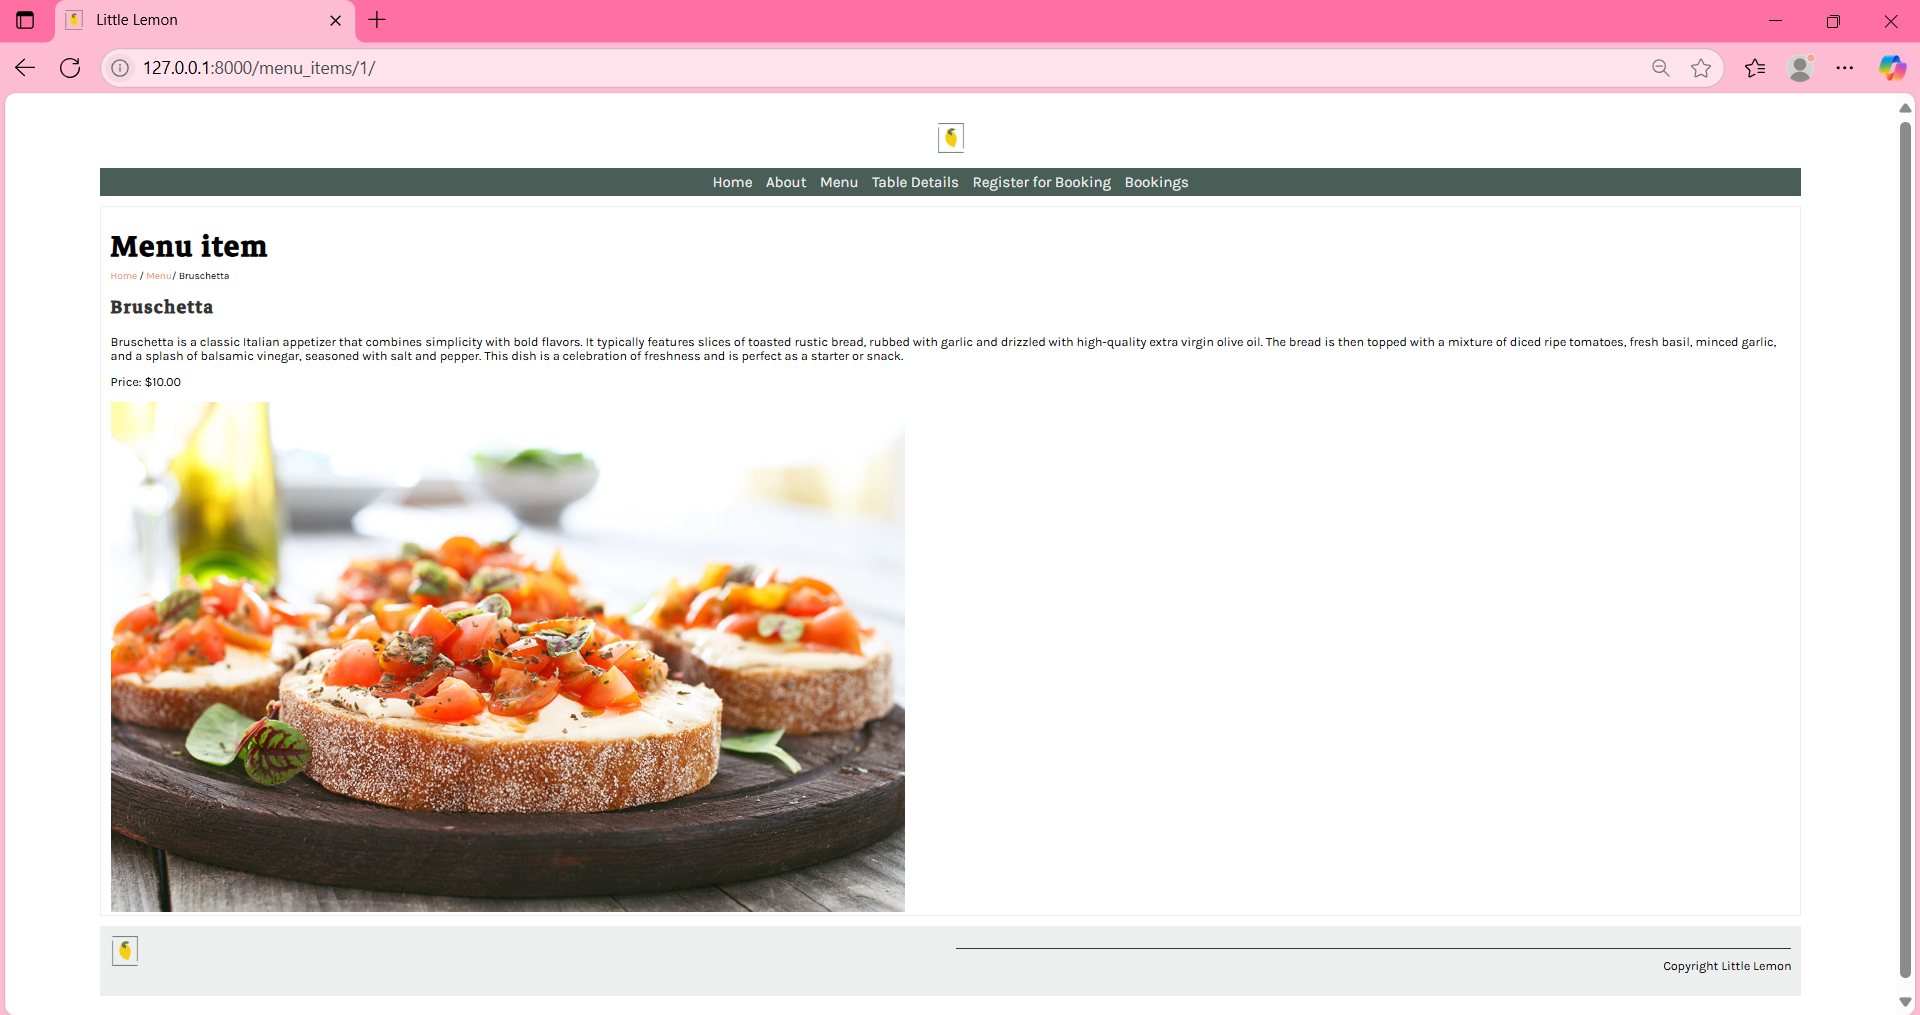 Little Lemon
127.0.0.1:8000/menu_items/1/
Home About Menu Table Details Register for Booking Bookings
Menu item
Home / Menu/ Bruschetta
Bruschetta
Bruschetta is a classic Italian appetizer that combines simplicity with bold flavors. It typically features slices of toasted rustic bread, rubbed with garlic and drizzled with high-quality extra virgin olive oil. The bread is then topped with a mixture of diced ripe tomatoes, fresh basil, minced garlic,
and a splash of balsamic vinegar, seasoned with salt and pepper. This dish is a celebration of freshness and is perfect as a starter or snack.
Price: $10.00
Copyright Little Lemon